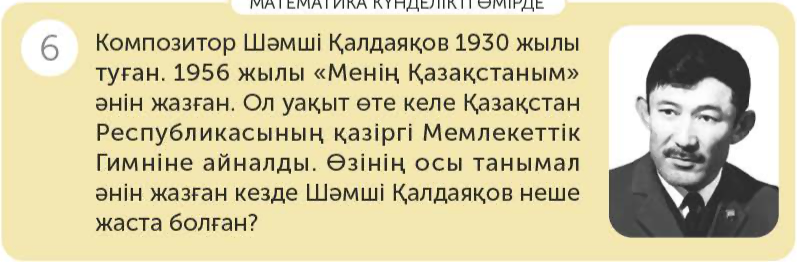 МАТЕМАТИКА КҮНДЕЛІКТІ ӨМІРДЕ
6
Композитор Шәмші Қалдаяқов 1930 жылы
туған. 1956 жылы «Менің Қазақстаным»
әнін жазған. Ол уақыт өте келе Қазақстан
Республикасының қазіргі Мемлекеттік
Гимніне айналды. Өзінің осы танымал
әнін жазған кезде Шәмші Қалдаяқов неше
жаста болған?